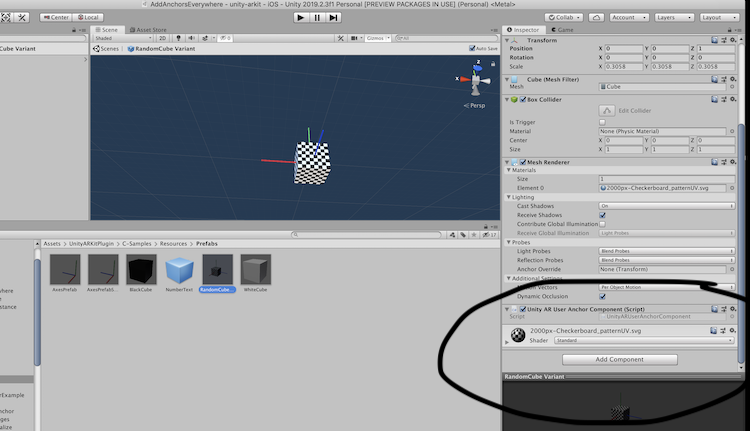 AddAnchorsEverywhere - unity-arkit - iOS - Unity 2019.2.3f1 Personal [PREVIEW PACKAGES IN USE] (Personal) <Metal>
Center Local Collab Account Layers Layout
Scene Asset Store Inspector Game
Shaded 2D 0 Gizmos All
Cube Variant Scenes RandomCube Variant Auto Save
z
x
Persp
Transform
Position X 0 Y 0 Z 1
Rotation X 0 Y 0 Z 0
Scale X 0.3058 Y 0.3058 Z 0.3058
Cube (Mesh Filter)
Mesh Cube
Box Collider
Edit Collider
Is Trigger
Material None (Physic Material)
Center X 0 Y 0 Z 0
Size X 1 Y 1 Z 1
Mesh Renderer
Materials
Size 1
Element 0 2000px-Checkerboard_patternUV.svg
Lighting
Cast Shadows On
Receive Shadows
Contribute Global Illumination
Receive Global Illumination Light Probes
Probes
Light Probes Blend Probes
Reflection Probes Blend Probes
Anchor Override None (Transform)
Additional Settings
Vectors Per Object Motion
Dynamic Occlusion
Unity AR User Anchor Component (Script)
Script UnityARUserAnchorComponent
2000px-Checkerboard_patternUV.svg
Shader Standard
Add Component
RandomCube Variant
17
Assets UnityARKitPlugin C-Samples Resources Prefabs
AxesPrefab AxesPrefabU... BlackCube NumberText RandomCube... WhiteCube
where
stance
rExample
nchor
ges
alize